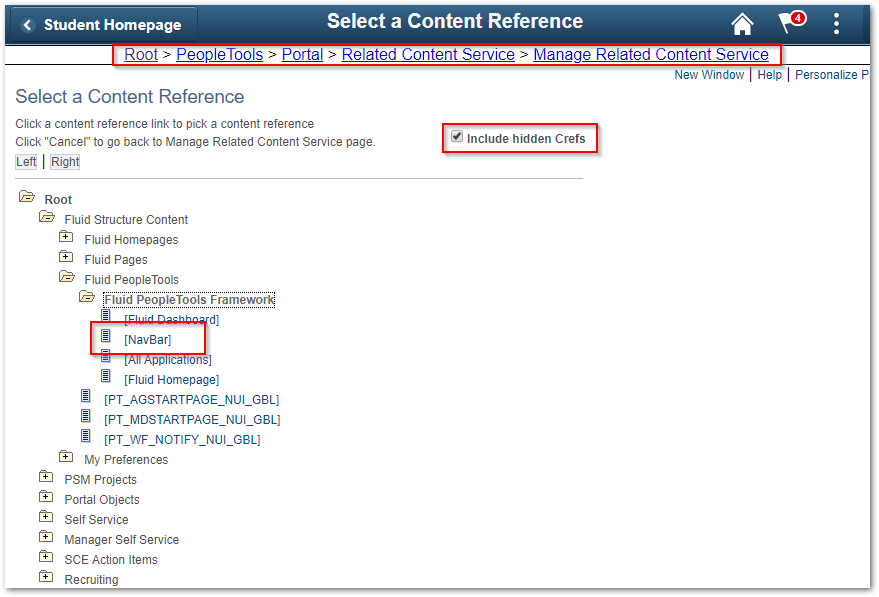 Student Homepage
Select a Content Reference
4
Root > PeopleTools > Portal > Related Content Service > Manage Related Content Service
New Window | Help | Personalize P
Select a Content Reference
Click a content reference link to pick a content reference
Click "Cancel" to go back to Manage Related Content Service page.
Include hidden Crefs
Left | Right
Root
Fluid Structure Content
Fluid Homepages
Fluid Pages
Fluid PeopleTools
Fluid PeopleTools Framework
[Fluid Dashboard]
[NavBar]
[All Applications]
[Fluid Homepage]
[PT_AGSTARTPAGE_NUI_GBL]
[PT_MDSTARTPAGE_NUI_GBL]
[PT_WF_NOTIFY_NUI_GBL]
My Preferences
PSM Projects
Portal Objects
Self Service
Manager Self Service
SCE Action Items
Recruiting